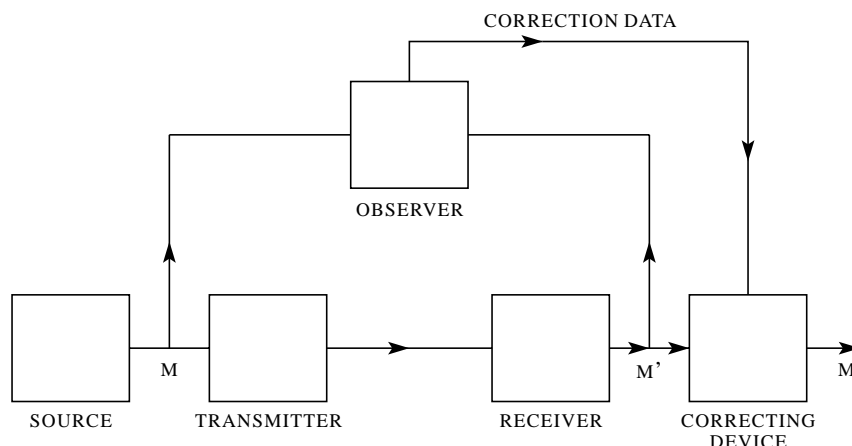 CORRECTION DATA
OBSERVER
M
M'
M
SOURCE
TRANSMITTER
RECEIVER
CORRECTING
DEVICE